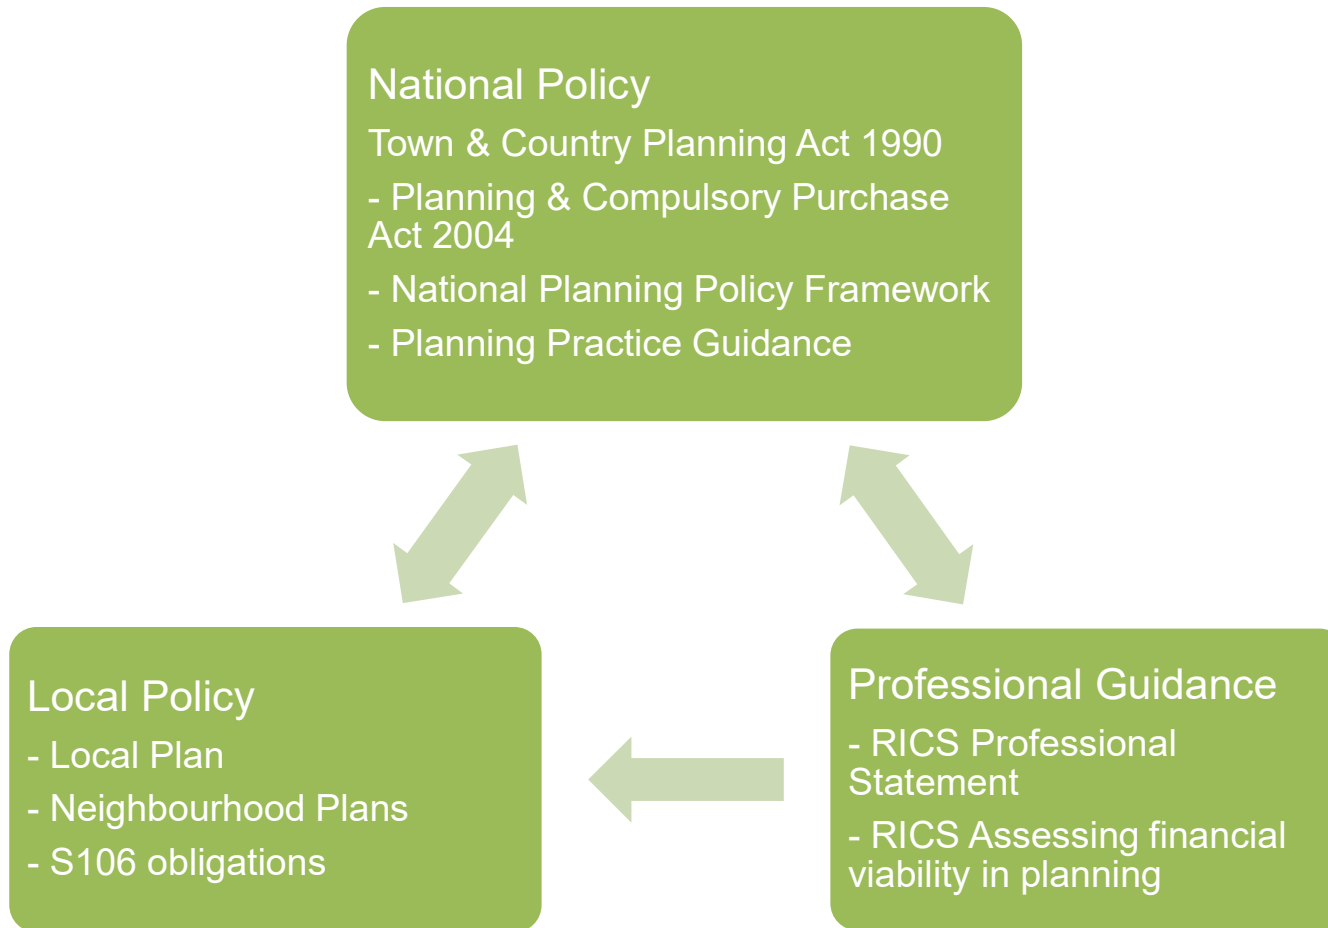 National Policy
Town & Country Planning Act 1990
- Planning & Compulsory Purchase
Act 2004
- National Planning Policy Framework
- Planning Practice Guidance
Local Policy
- Local Plan
- Neighbourhood Plans
- S106 obligations
Professional Guidance
- RICS Professional
Statement
- RICS Assessing financial
viability in planning